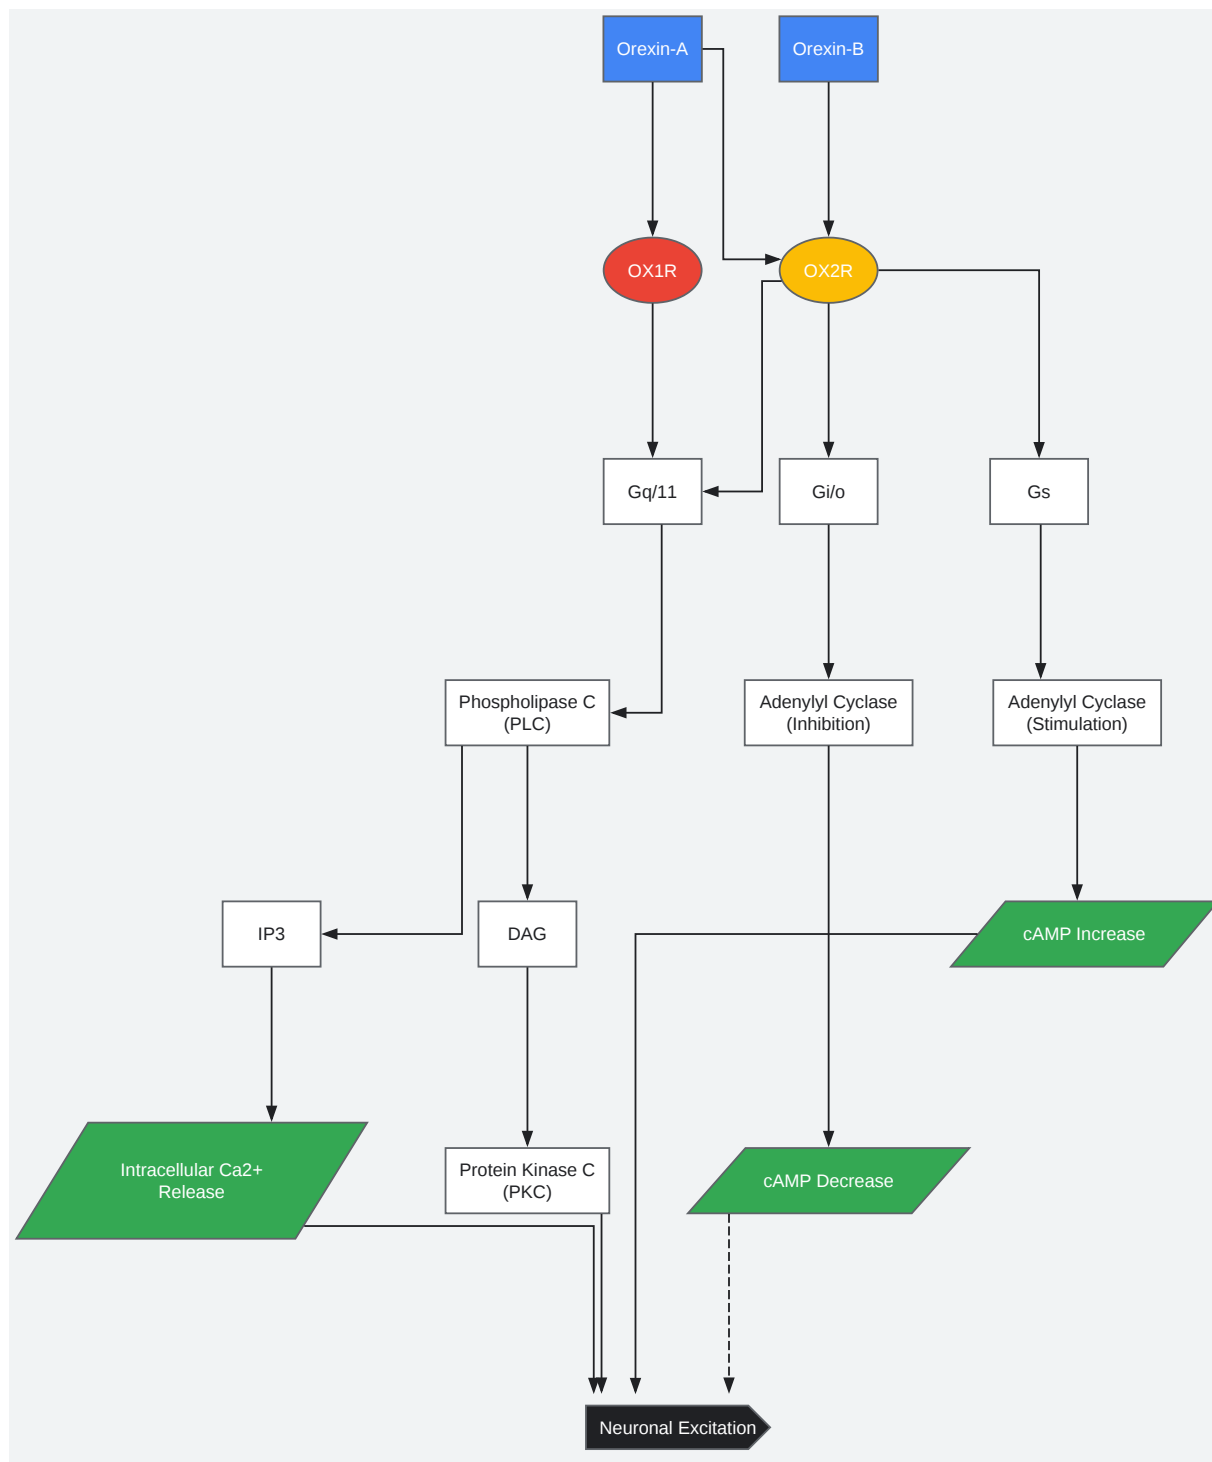 Orexin-A
Orexin-B
OX1R
OX2R
Gq/11
Gi/o
Gs
Phospholipase C
(PLC)
Adenylyl Cyclase
(Inhibition)
Adenylyl Cyclase
(Stimulation)
IP3
DAG
cAMP Increase
Intracellular Ca2+
Release
Protein Kinase C
(PKC)
cAMP Decrease
Neuronal Excitation